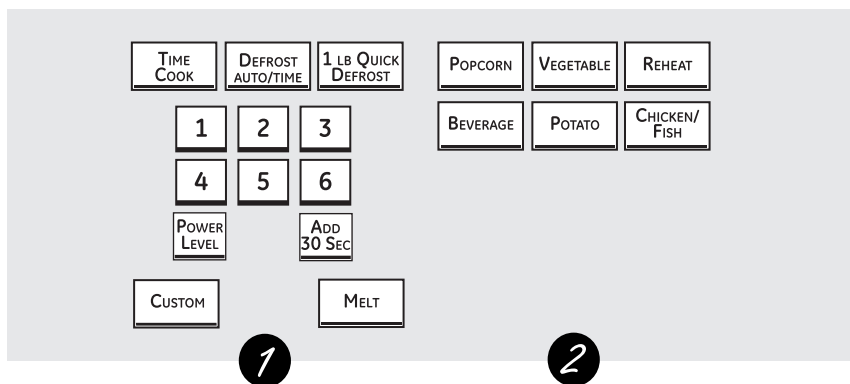 TIME
COOK
DEFROST
AUTO/TIME
1 LB QUICK
DEFROST
1 2 3
4 5 6
POWER
LEVEL
ADD
30 SEC
CUSTOM MELT
1
POPCORN VEGETABLE REHEAT
BEVERAGE POTATO
CHICKEN/
FISH
2